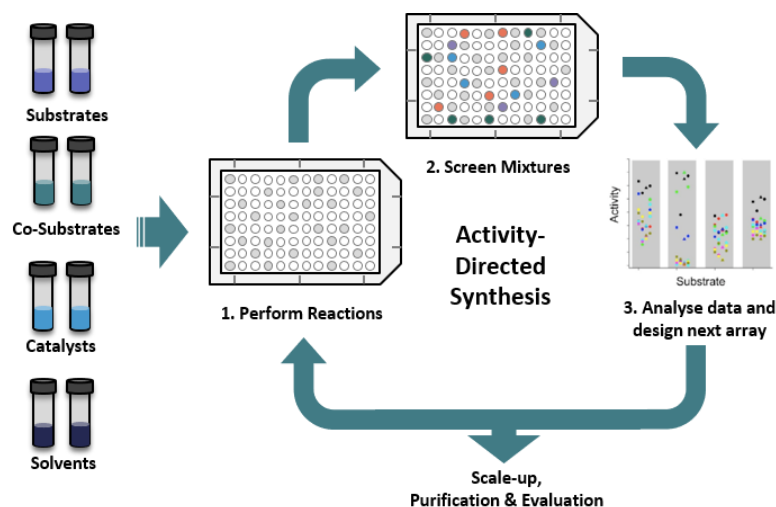 Substrates
Co-Substrates
Catalysts
Solvents
1. Perform Reactions
2. Screen Mixtures
Activity-
Directed
Synthesis
Activity
Substrate
3. Analyse data and
design next array
Scale-up,
Purification & Evaluation